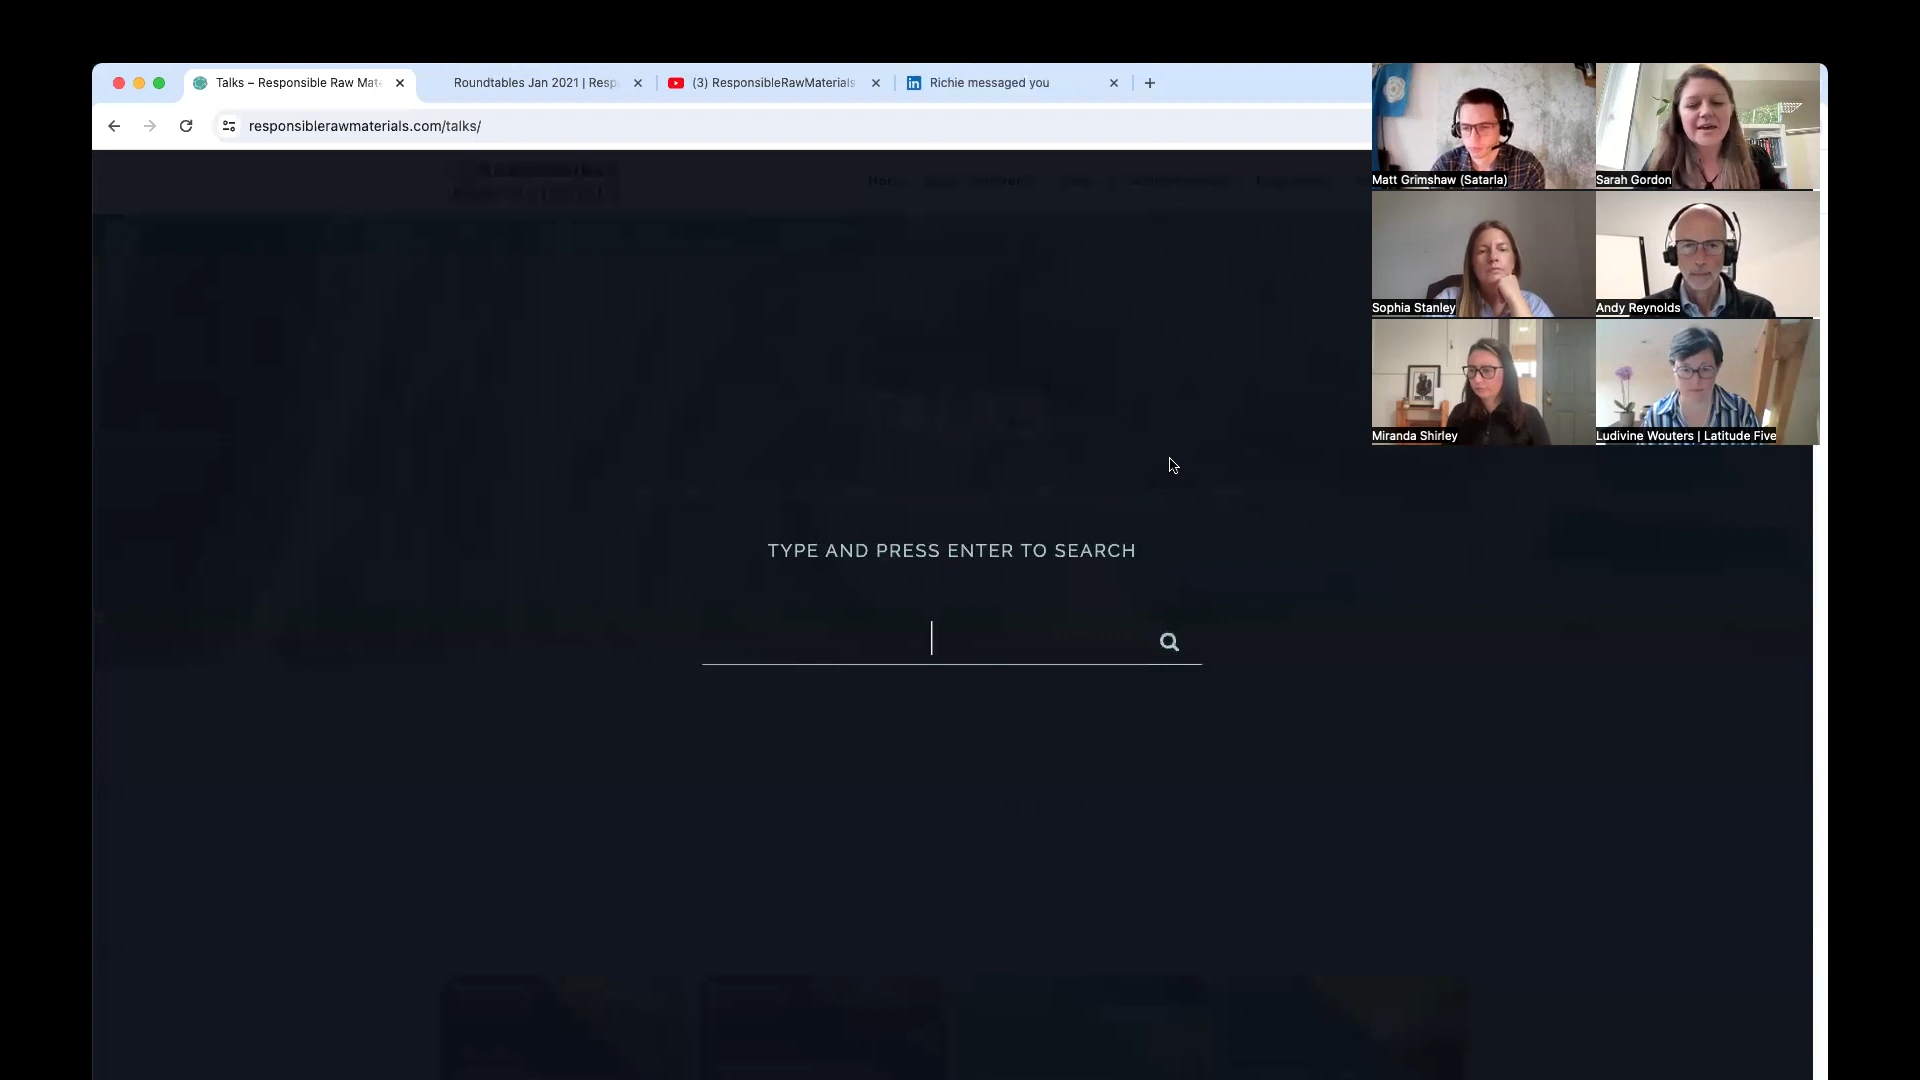 Talks – Responsible Raw Mate
Roundtables Jan 2021 | Resp
(3) ResponsibleRawMaterials
Richie messaged you
responsiblerawmaterials.com/talks/
Matt Grimshaw (Satarla)
Sarah Gordon
Sophia Stanley
Andy Reynolds
Miranda Shirley
Ludivine Wouters | Latitude Five
TYPE AND PRESS ENTER TO SEARCH